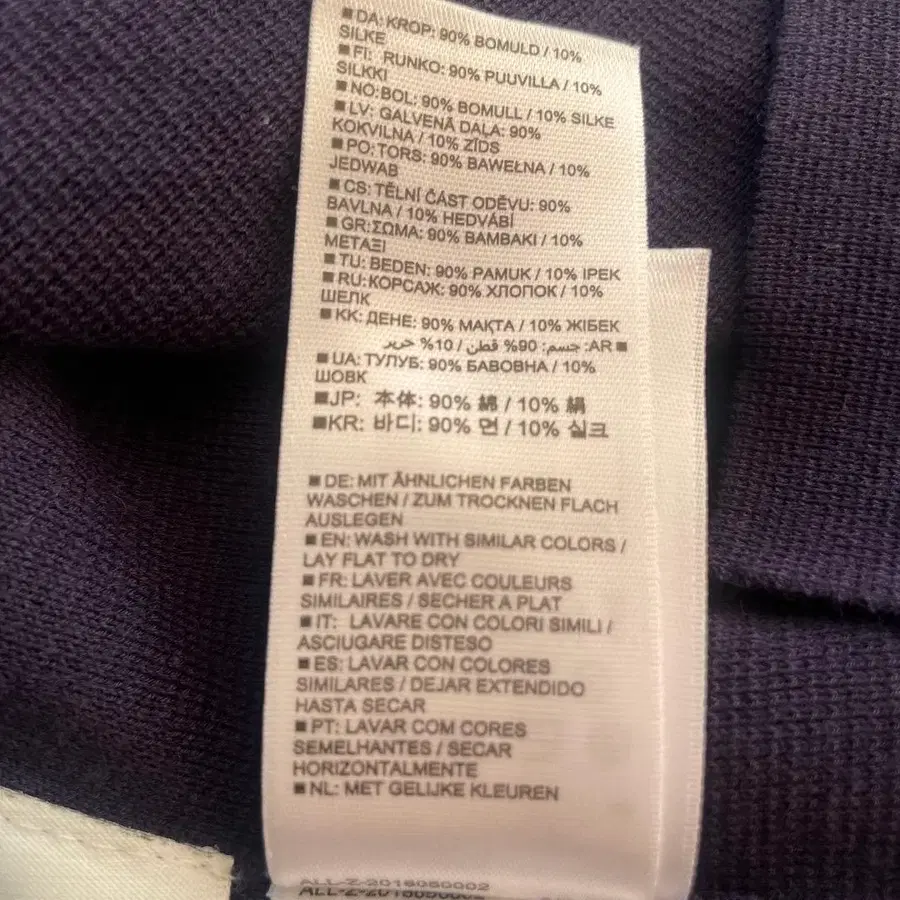 ■ DA: KROP: 90% BOMULD / 10%
SILKE
■ FI: RUNKO: 90% PUUVILLA / 10%
SILKKI
■ NO: BOL: 90% BOMULL / 10% SILKE
■ LV: GALVENĀ DAĻA: 90%
KOKVILNA / 10% ZĪDS
■ PO: TORS: 90% BAWEŁNA / 10%
JEDWAB
■ CS: TĚLNÍ ČÁST ODĚVU: 90%
BAVLNA / 10% HEDVÁBÍ
■ GR: ΣΩΜΑ: 90% ΒΑΜΒΑΚΙ / 10%
ΜΕΤΑΞΙ
■ TU: BEDEN: 90% PAMUK / 10% IPEK
■ RU: КОРСАЖ: 90% ХЛОПОК / 10%
ШЕЛК
■ KK: ДЕНЕ: 90% МАҚТА / 10% ЖІБЕК
■ AR: جسم: 90% قطن / 10% حرير
■ UA: ТУЛУБ: 90% БАВОВНА / 10%
ШОВК
■JP: 本体: 90% 綿 / 10% 絹
■KR: 바디: 90% 면 / 10% 실크
■ DE: MIT ÄHNLICHEN FARBEN
WASCHEN / ZUM TROCKNEN FLACH
AUSLEGEN
■ EN: WASH WITH SIMILAR COLORS /
LAY FLAT TO DRY
■ FR: LAVER AVEC COULEURS
SIMILAIRES / SECHER A PLAT
■ IT: LAVARE CON COLORI SIMILI /
ASCIUGARE DISTESO
■ ES: LAVAR CON COLORES
SIMILARES / DEJAR EXTENDIDO
HASTA SECAR
■ PT: LAVAR COM CORES
SEMELHANTES / SECAR
HORIZONTALMENTE
■ NL: MET GELIJKE KLEUREN
ALL-Z-2016050002
ALL-Z-2016050002